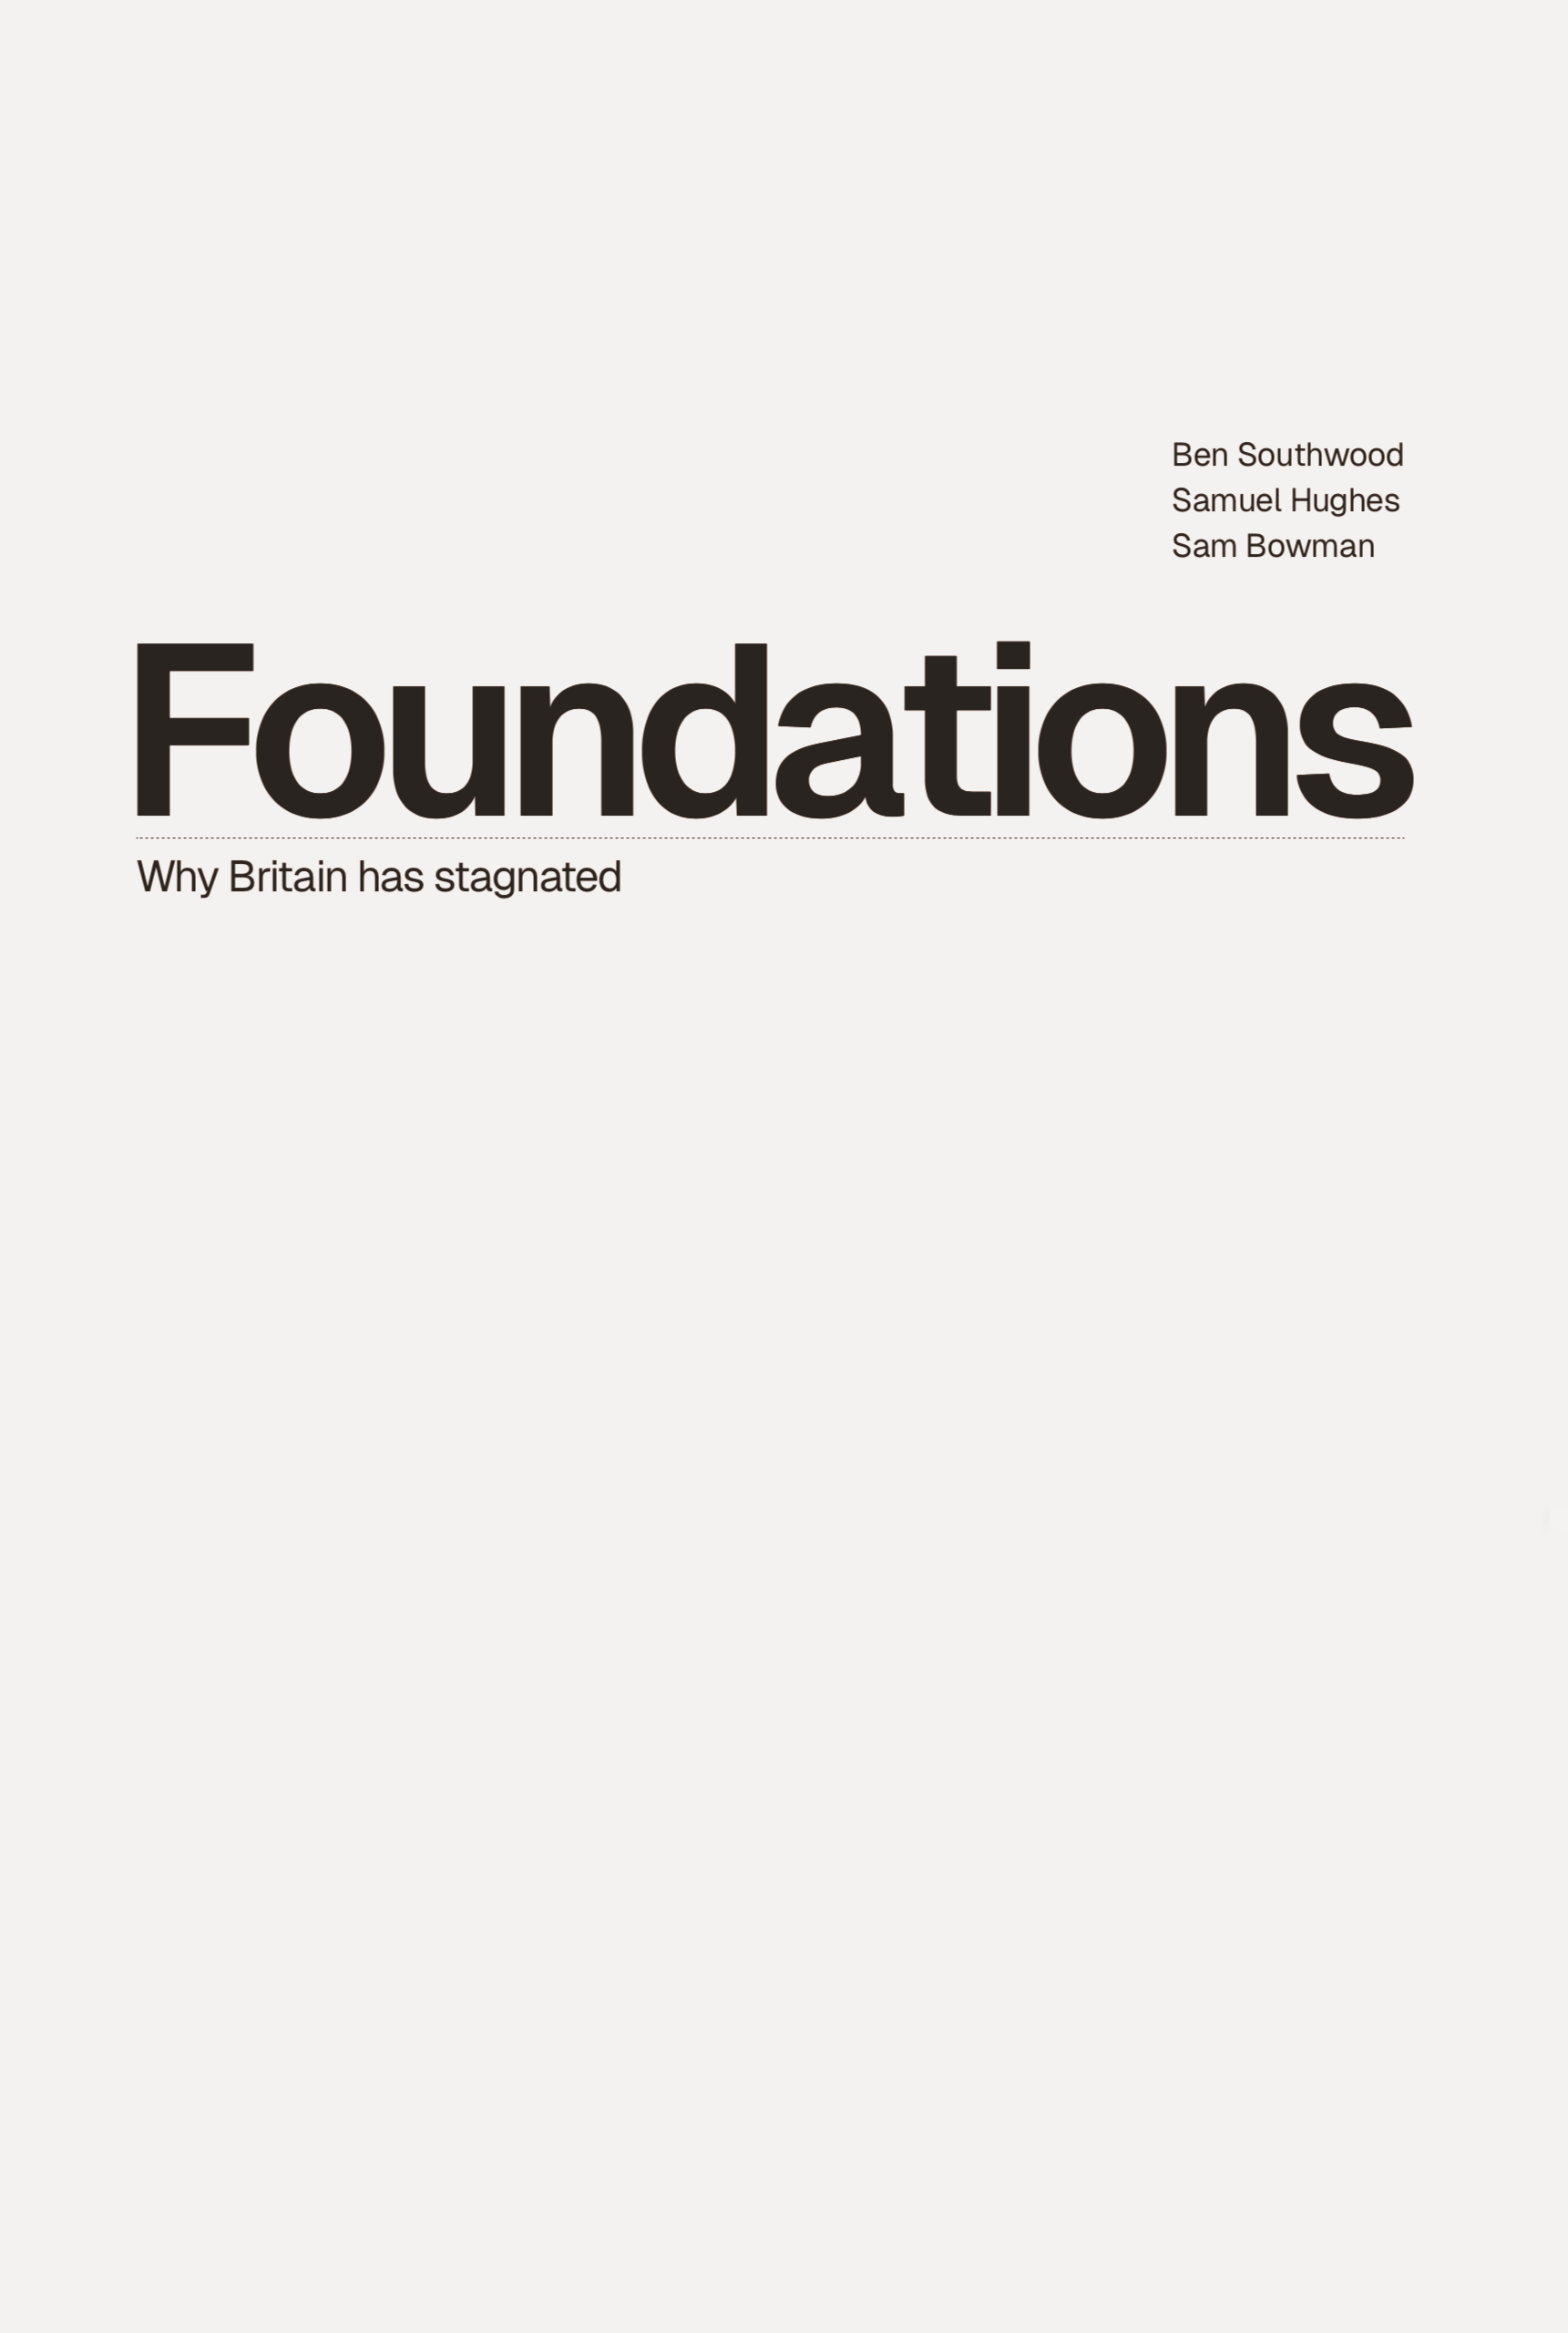 Ben Southwood
Samuel Hughes
Sam Bowman
Foundations
Why Britain has stagnated